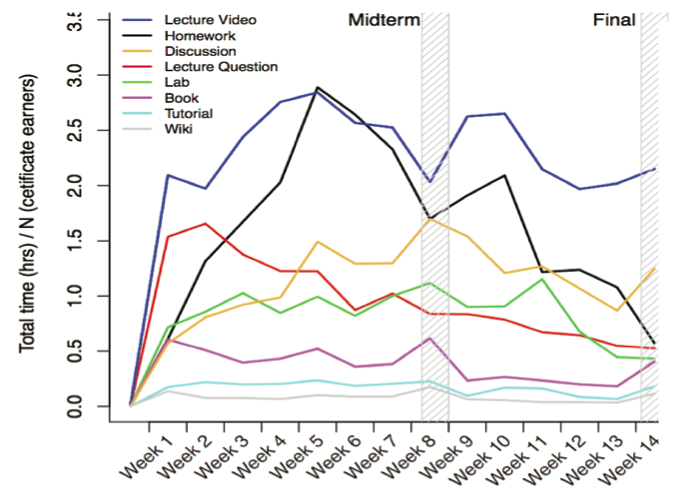 Lecture Video
Homework
Discussion
Lecture Question
Lab
Book
Tutorial
Wiki
Midterm
Final
Total time (hrs) / N (cetificate earners)
3.5
3.0
2.5
2.0
1.5
1.0
0.5
0.0
Week 1
Week 2
Week 3
Week 4
Week 5
Week 6
Week 7
Week 8
Week 9
Week 10
Week 11
Week 12
Week 13
Week 14